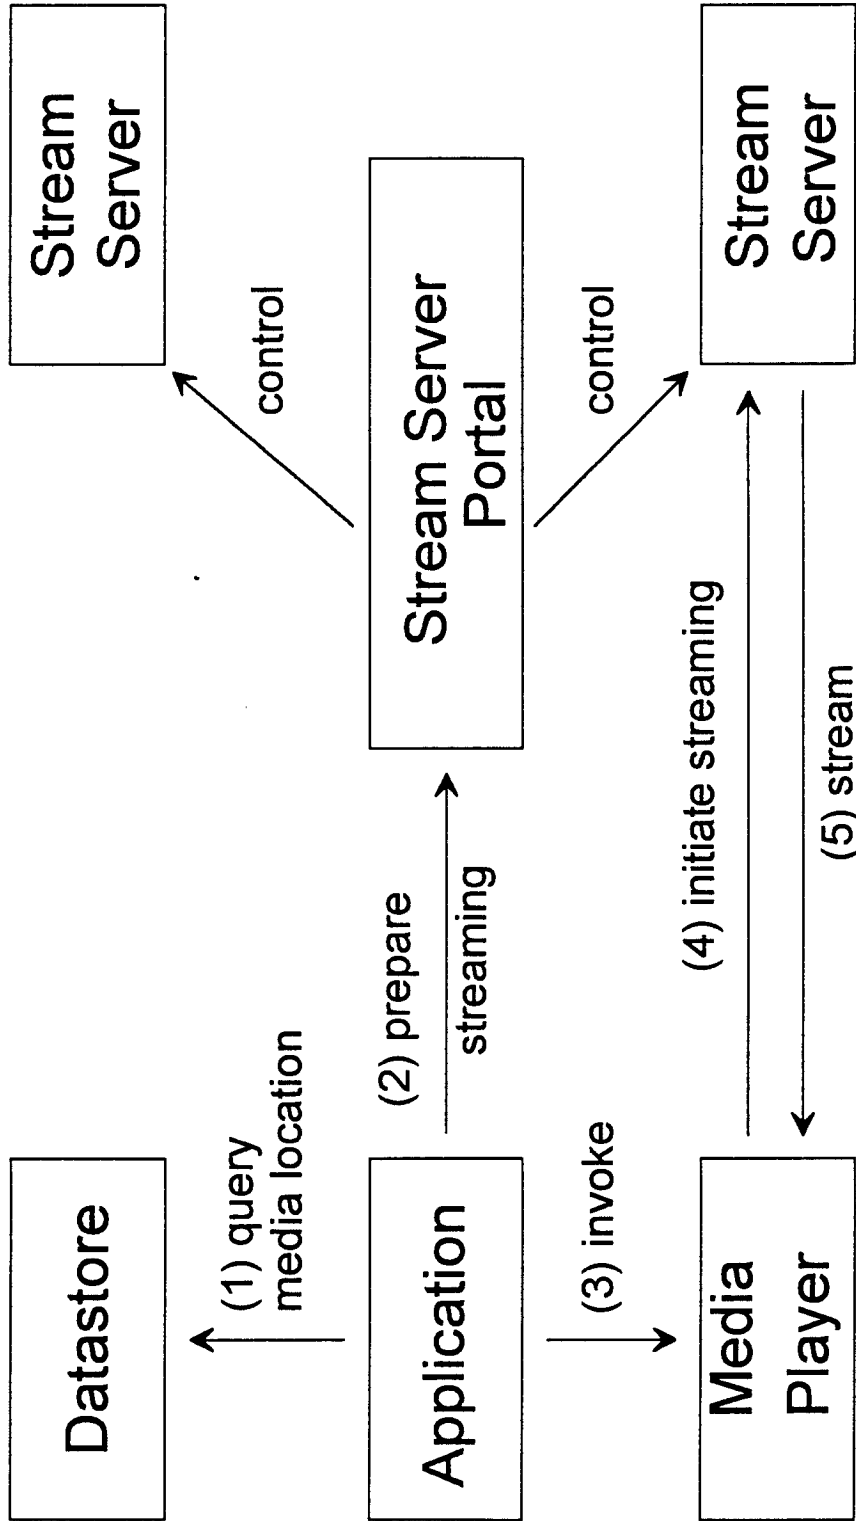 Datastore
Stream
Server
(1) query
media location
control
Application
(2) prepare
streaming
Stream Server
Portal
(3) invoke
control
Media
Player
(4) initiate streaming
(5) stream
Stream
Server